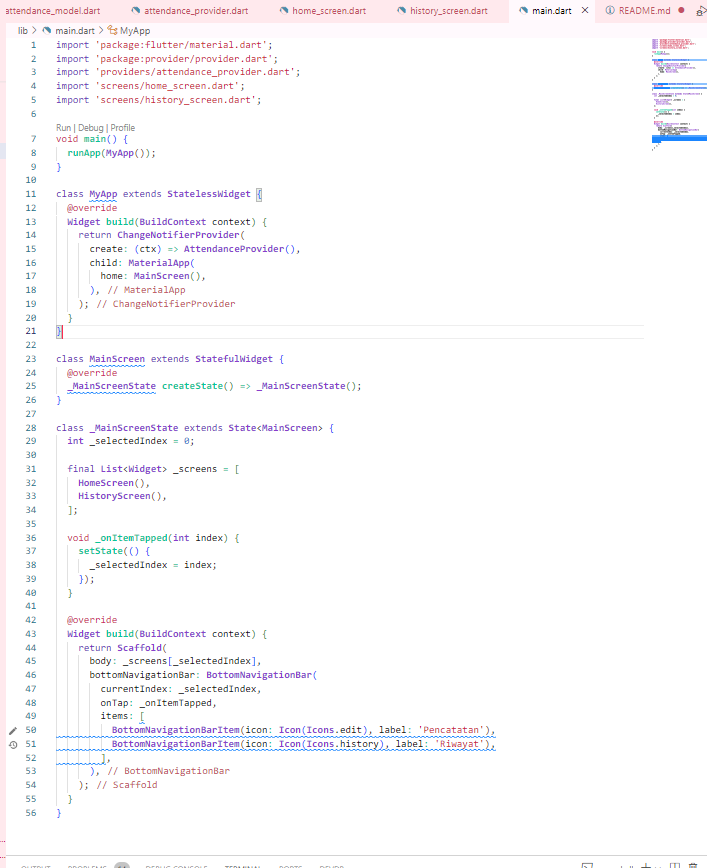 attendance_model.dart attendance_provider.dart home_screen.dart history_screen.dart main.dart × README.md
lib > main.dart > MyApp
1 import 'package:flutter/material.dart';
2 import 'package:provider/provider.dart';
3 import 'providers/attendance_provider.dart';
4 import 'screens/home_screen.dart';
5 import 'screens/history_screen.dart';
6
Run | Debug | Profile
7 void main() {
8   runApp(MyApp());
9 }
10
11 class MyApp extends StatelessWidget {
12   @override
13   Widget build(BuildContext context) {
14     return ChangeNotifierProvider(
15       create: (ctx) => AttendanceProvider(),
16       child: MaterialApp(
17         home: MainScreen(),
18       ), // MaterialApp
19     ); // ChangeNotifierProvider
20   }
21 }
22
23 class MainScreen extends StatefulWidget {
24   @override
25   _MainScreenState createState() => _MainScreenState();
26 }
27
28 class _MainScreenState extends State<MainScreen> {
29   int _selectedIndex = 0;
30
31   final List<Widget> _screens = [
32     HomeScreen(),
33     HistoryScreen(),
34   ];
35
36   void _onItemTapped(int index) {
37     setState(() {
38       _selectedIndex = index;
39     });
40   }
41
42   @override
43   Widget build(BuildContext context) {
44     return Scaffold(
45       body: _screens[_selectedIndex],
46       bottomNavigationBar: BottomNavigationBar(
47         currentIndex: _selectedIndex,
48         onTap: _onItemTapped,
49         items: [
50           BottomNavigationBarItem(icon: Icon(Icons.edit), label: 'Pencatatan'),
51           BottomNavigationBarItem(icon: Icon(Icons.history), label: 'Riwayat'),
52         ],
53       ), // BottomNavigationBar
54     ); // Scaffold
55   }
56 }